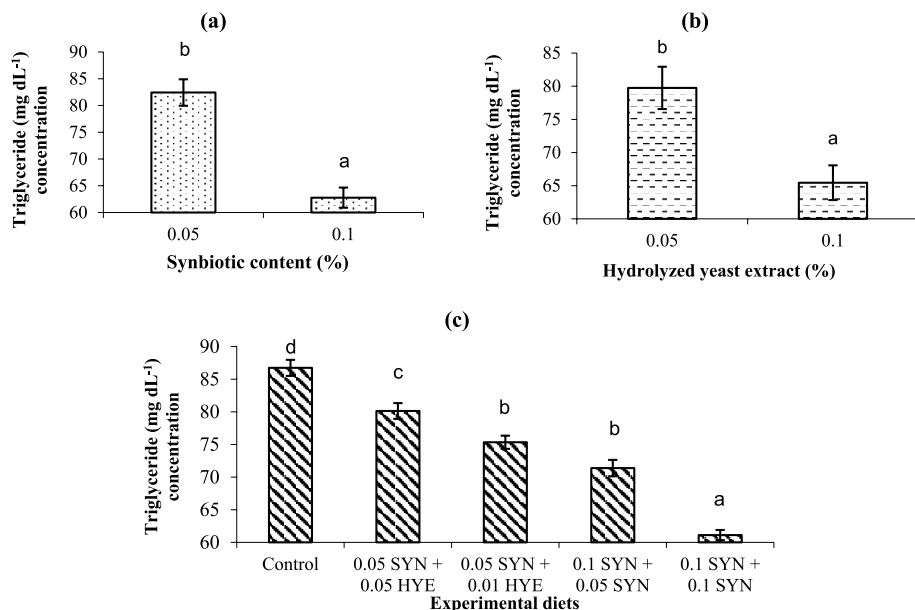 (a)
Triglyceride (mg dL-1)
concentration
90
85
80
75
70
65
60
b
a
0.05
0.1
Synbiotic content (%)
(b)
Triglyceride (mg dL-1)
concentration
85
80
75
70
65
60
b
a
0.05
0.1
Hydrolyzed yeast extract (%)
(c)
Triglyceride (mg dL-1)
concentration
90
85
80
75
70
65
60
d
c
b
b
a
Control
0.05 SYN +
0.05 HYE
0.05 SYN +
0.01 HYE
0.1 SYN +
0.05 SYN
0.1 SYN +
0.1 SYN
Experimental diets